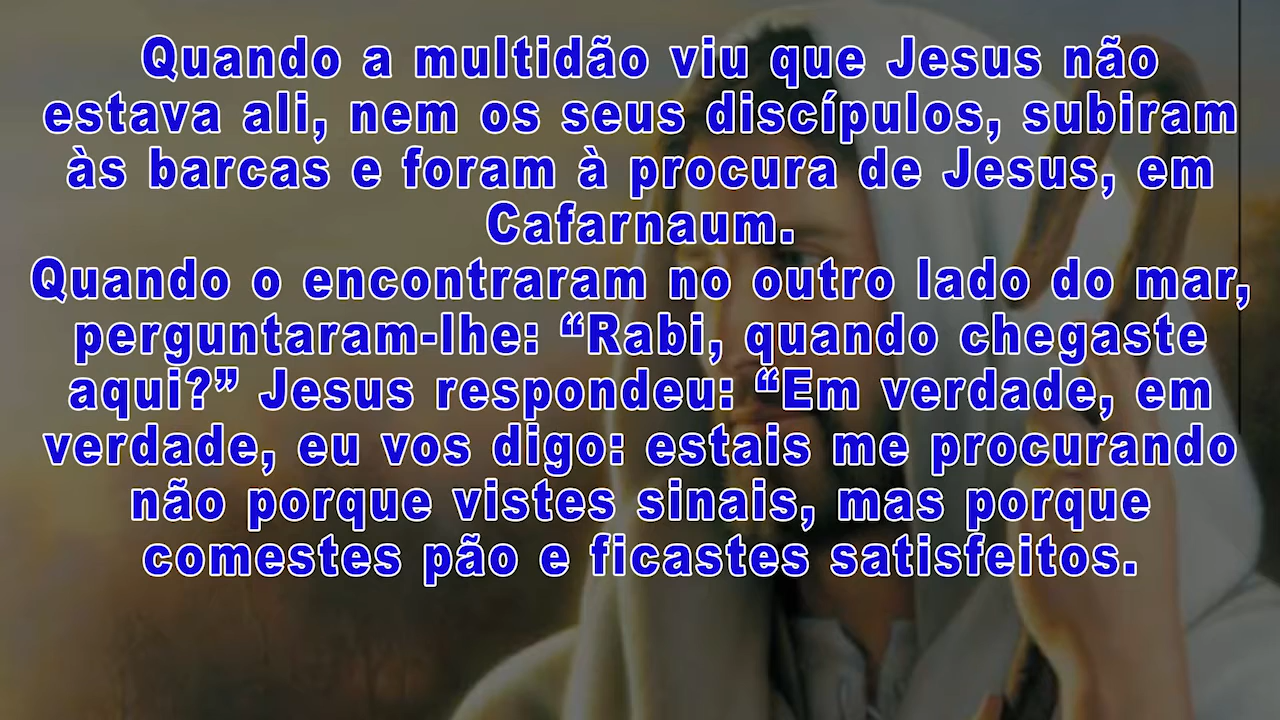 Quando a multidão viu que Jesus não
estava ali, nem os seus discípulos, subiram
às barcas e foram à procura de Jesus, em
Cafarnaum.
Quando o encontraram no outro lado do mar,
perguntaram-lhe: “Rabi, quando chegaste
aqui?” Jesus respondeu: “Em verdade, em
verdade, eu vos digo: estais me procurando
não porque vistes sinais, mas porque
comestes pão e ficastes satisfeitos.